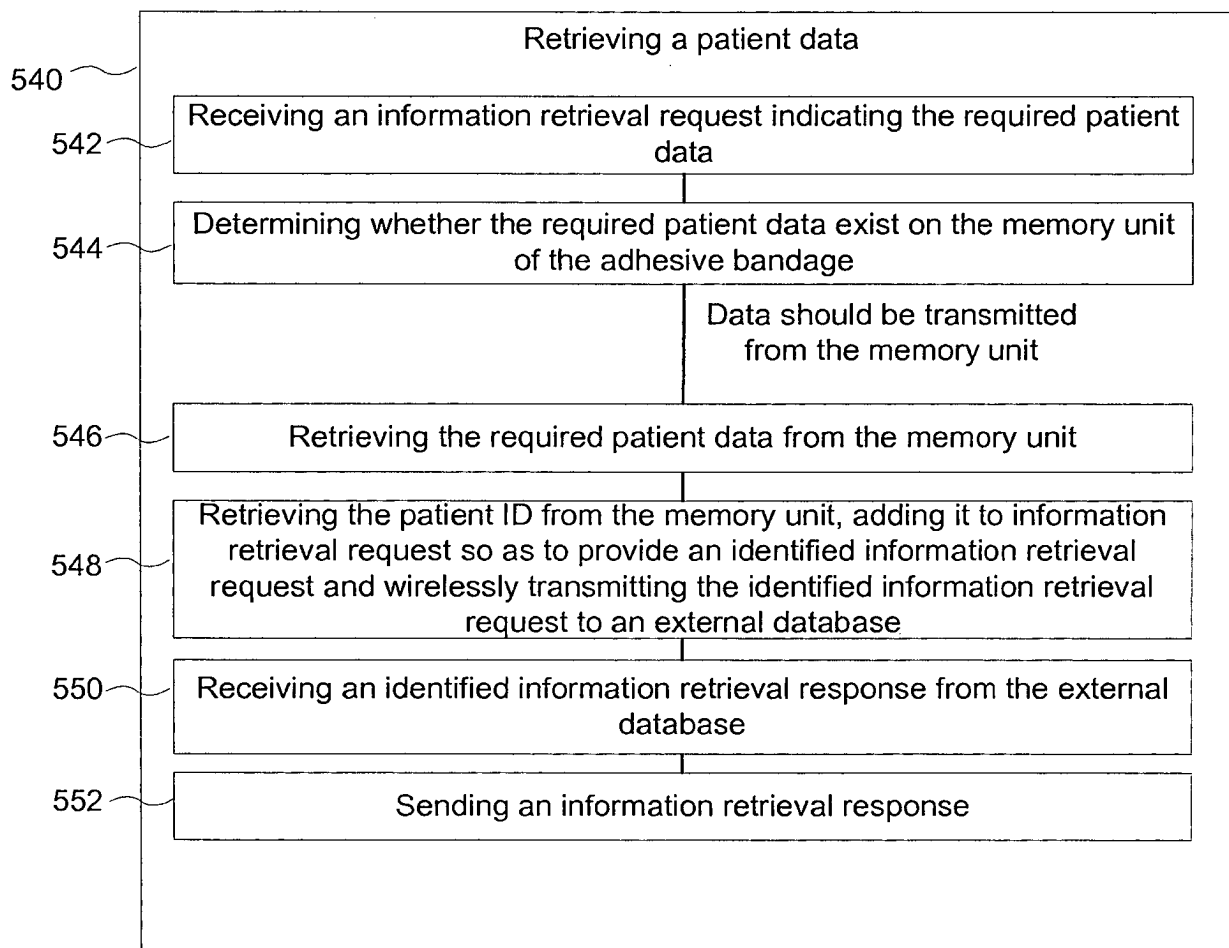 Retrieving a patient data
540
Receiving an information retrieval request indicating the required patient
data
542
Determining whether the required patient data exist on the memory unit
of the adhesive bandage
544
Data should be transmitted
from the memory unit
546
Retrieving the required patient data from the memory unit
Retrieving the patient ID from the memory unit, adding it to information
retrieval request so as to provide an identified information retrieval
548
request and wirelessly transmitting the identified information retrieval
request to an external database
550
Receiving an identified information retrieval response from the external
database
552
Sending an information retrieval response